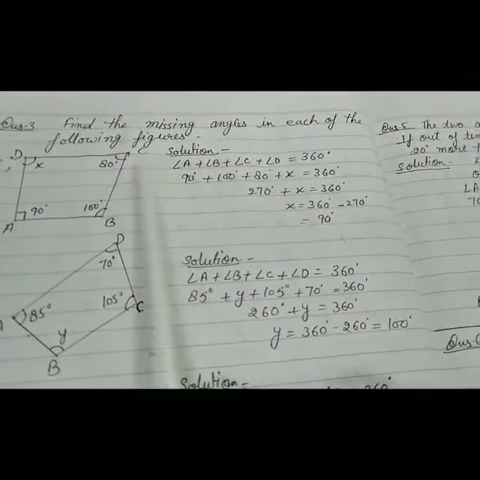 Ques-3 Find the missing angles in each of the
following figures-
D x 80° C
90° 100°
A B
Solution-
∠A+∠B+∠C+∠D = 360°
90° + 100° + 80° + x = 360°
270° + x = 360°
x = 360° - 270°
= 90°
D
70°
105° C
A 85°
y
B
Solution-
∠A+∠B+∠C+∠D = 360°
85° + y + 105° + 70° = 360°
260° + y = 360°
y = 360° - 260° = 100°
Solution-
Ques 5 The two
If out of
20° more
Solution-